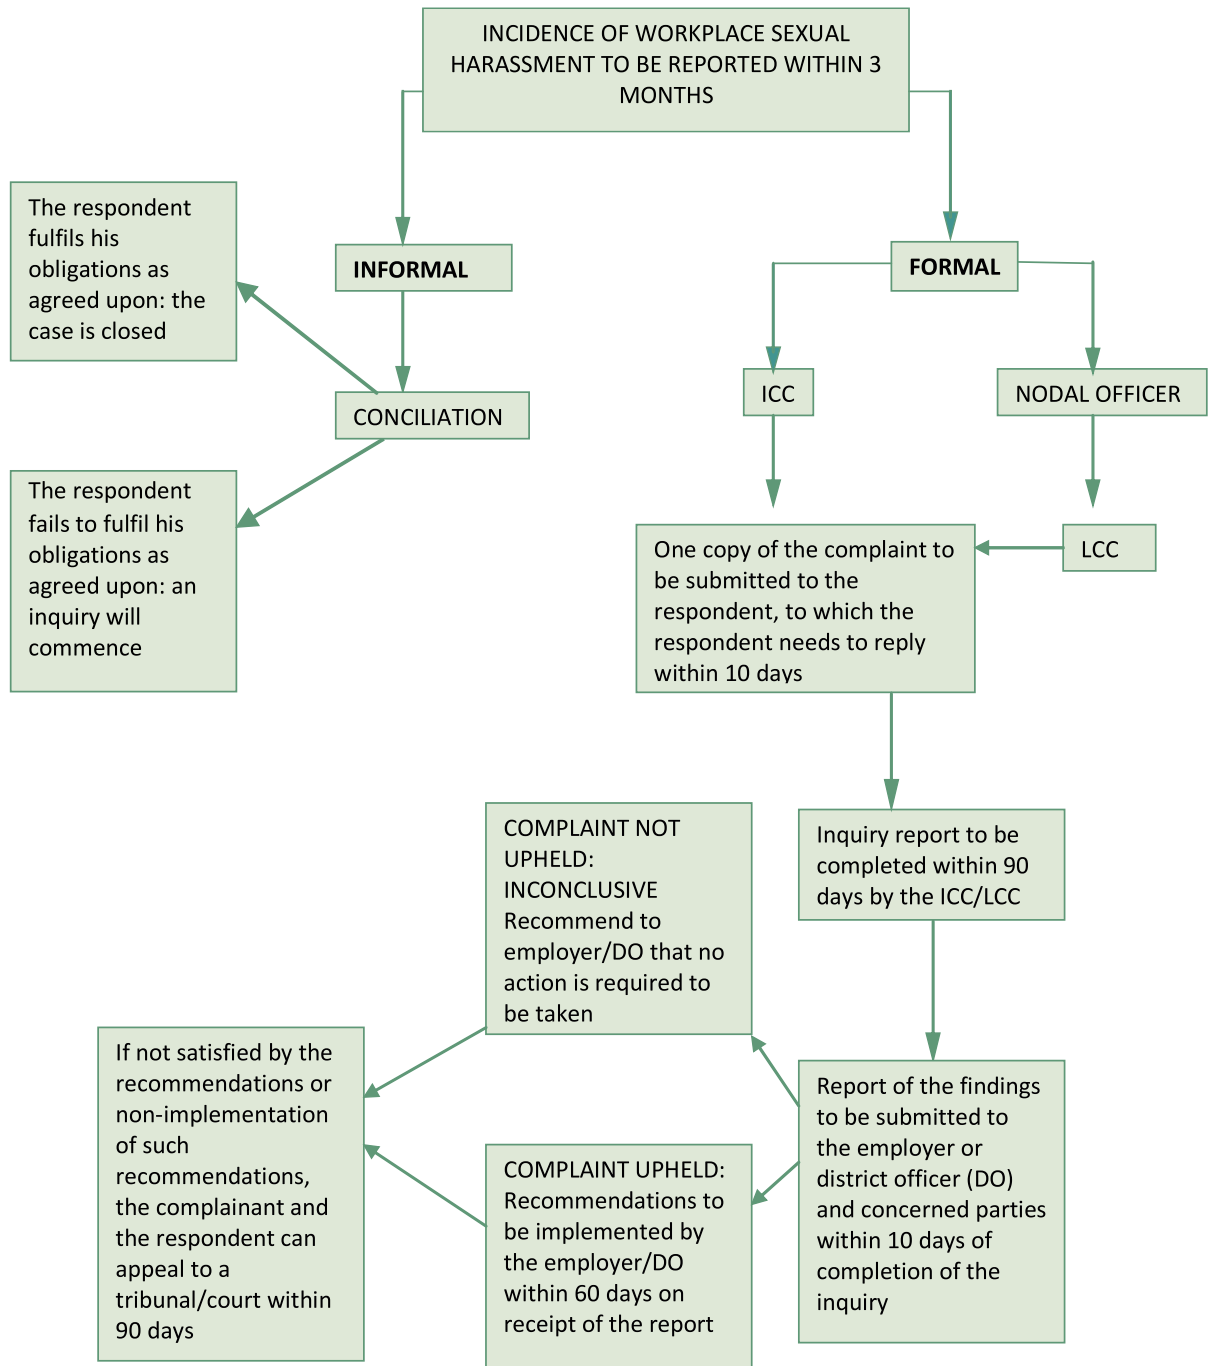 INCIDENCE OF WORKPLACE SEXUAL
HARASSMENT TO BE REPORTED WITHIN 3
MONTHS
The respondent
fulfils his
obligations as
agreed upon: the
case is closed
INFORMAL
FORMAL
CONCILIATION
ICC
NODAL OFFICER
The respondent
fails to fulfil his
obligations as
agreed upon: an
inquiry will
commence
One copy of the complaint to
be submitted to the
respondent, to which the
respondent needs to reply
within 10 days
LCC
Inquiry report to be
completed within 90
days by the ICC/LCC
COMPLAINT NOT
UPHELD:
INCONCLUSIVE
Recommend to
employer/DO that no
action is required to
be taken
Report of the findings
to be submitted to
the employer or
district officer (DO)
and concerned parties
within 10 days of
completion of the
inquiry
COMPLAINT UPHELD:
Recommendations to
be implemented by
the employer/DO
within 60 days on
receipt of the report
If not satisfied by the
recommendations or
non-implementation
of such
recommendations,
the complainant and
the respondent can
appeal to a
tribunal/court within
90 days